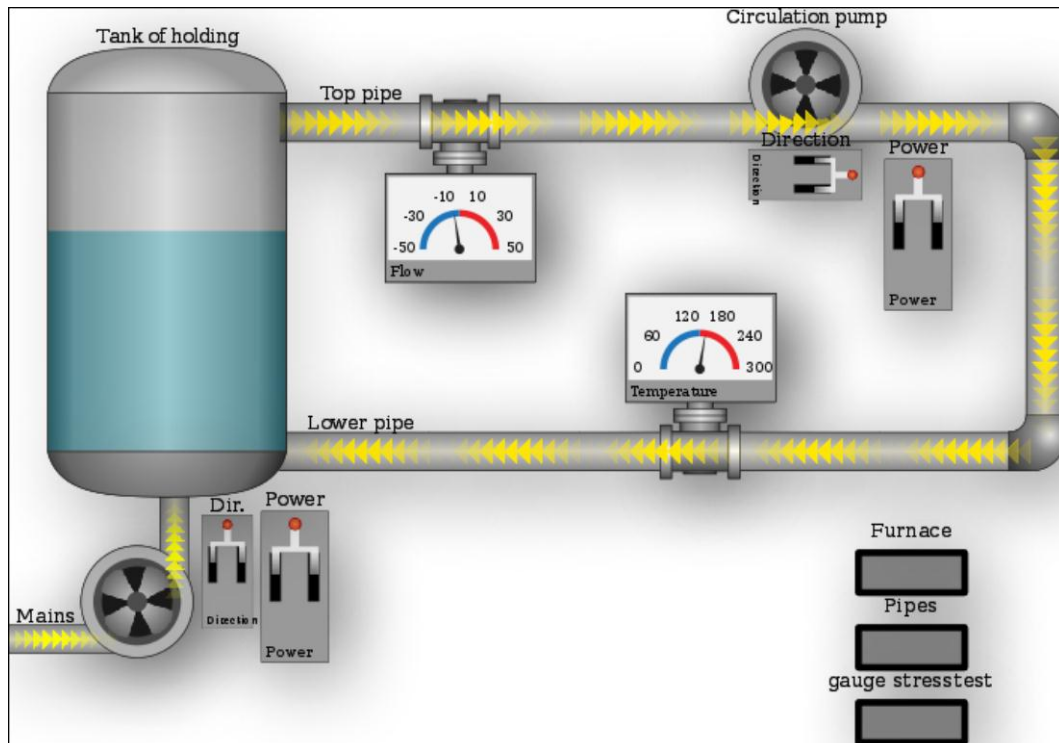 Tank of holding
Circulation pump
Top pipe
Direction
Direction
Power
Power
-50 -30 -10 10 30 50
Flow
0 60 120 180 240 300
Temperature
Lower pipe
Dir.
Power
Direction
Power
Mains
Furnace
Pipes
gauge stresstest